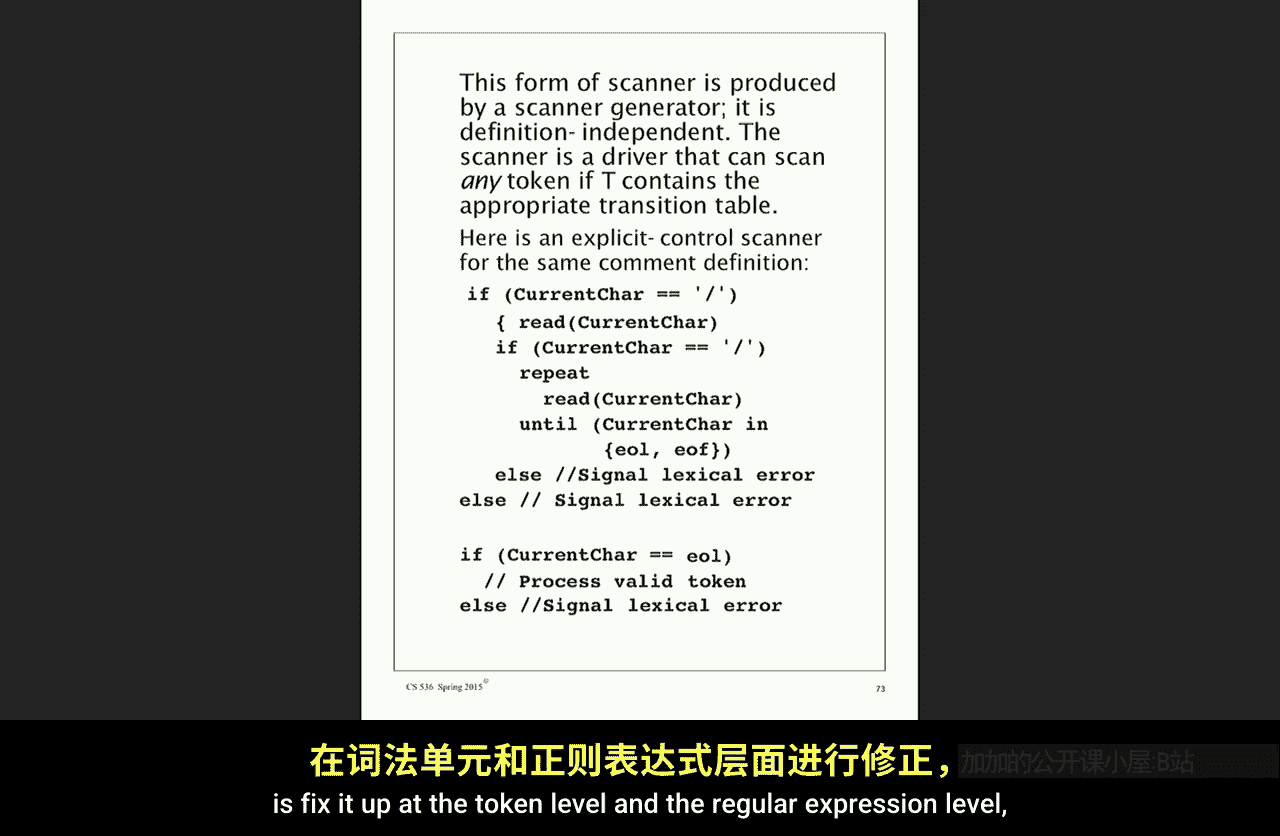 This form of scanner is produced
by a scanner generator; it is
definition- independent. The
scanner is a driver that can scan
any token if T contains the
appropriate transition table.
Here is an explicit- control scanner
for the same comment definition:
if (CurrentChar == '/')
{ read(CurrentChar)
if (CurrentChar == '/')
repeat
read(CurrentChar)
until (CurrentChar in
{eol, eof})
else //Signal lexical error
else // Signal lexical error
if (CurrentChar == eol)
// Process valid token
else //Signal lexical error
CS 536 Spring 2015©
73
在词法单元和正则表达式层面进行修正，
加加的公开课小屋:B站
is fix it up at the token level and the regular expression level,